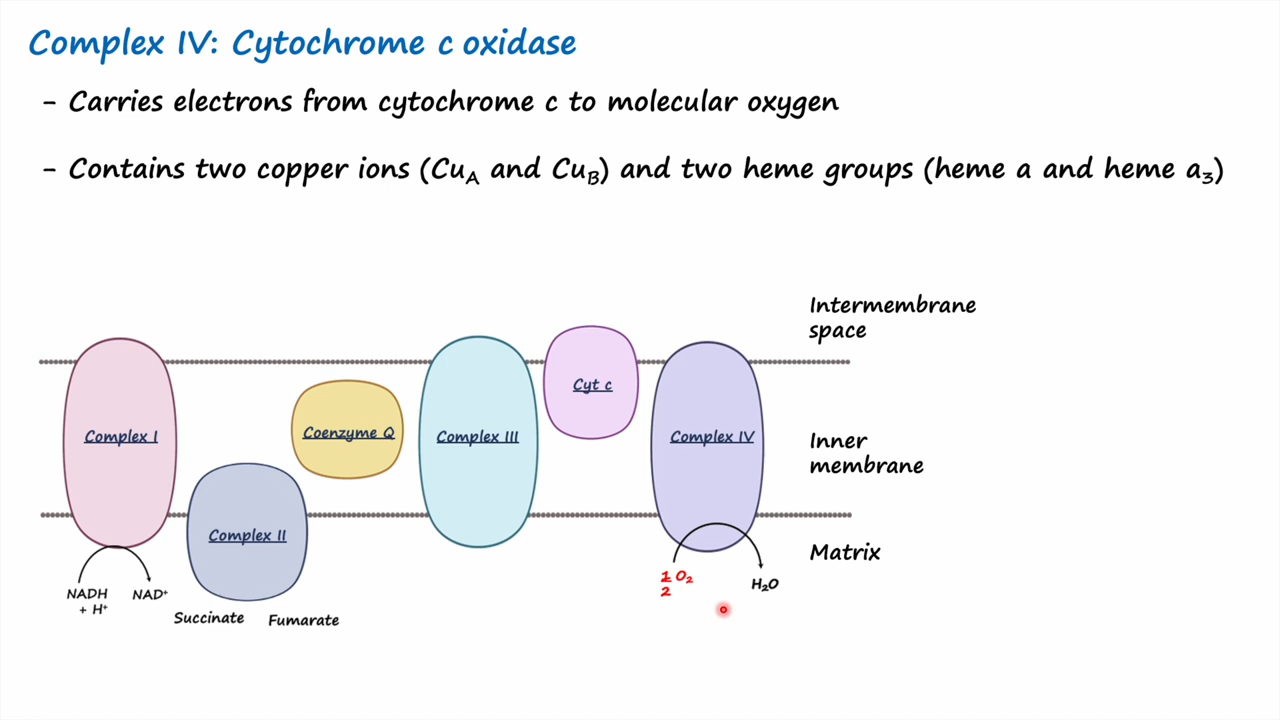 Complex IV: Cytochrome c oxidase
- Carries electrons from cytochrome c to molecular oxygen
- Contains two copper ions (Cu_A and Cu_B) and two heme groups (heme a and heme a₃)
Intermembrane
space
Cyt c
Complex I
Coenzyme Q
Complex III
Complex IV
Inner
membrane
Complex II
Matrix
NADH
+ H⁺
NAD⁺
1/2 O₂
H₂O
Succinate
Fumarate